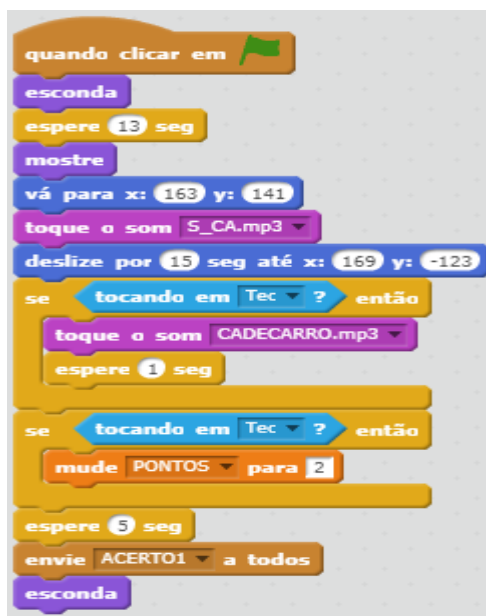 quando clicar em
esconda
espere 13 seg
mostre
vá para x: 163 y: 141
toque o som S_CA.mp3
deslize por 15 seg até x: 169 y: -123
se tocando em Tec ? então
toque o som CADECARRO.mp3
espere 1 seg
se tocando em Tec ? então
mude PONTOS para 2
espere 5 seg
envie ACERTO1 a todos
esconda